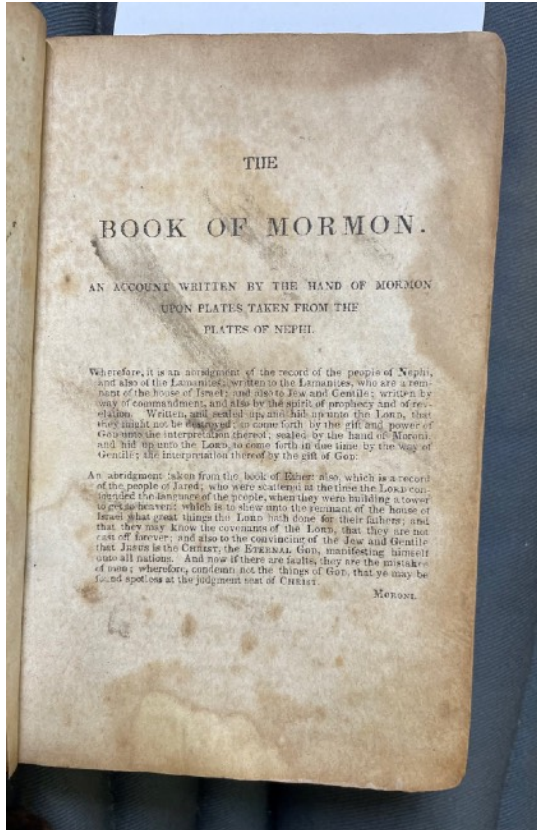 THE
BOOK OF MORMON.
AN ACCOUNT WRITTEN BY THE HAND OF MORMON
UPON PLATES TAKEN FROM THE
PLATES OF NEPHI.
Wherefore, it is an abridgment of the record of the people of Nephi,
and also of the Lamanites; written to the Lamanites, who are a rem-
nant of the house of Israel; and also to Jew and Gentile; written by
way of commandment, and also by the spirit of prophecy and of rev-
elation. Written, and sealed up, and hid up unto the LORD, that
they might not be destroyed; to come forth by the gift and power of
GOD unto the interpretation thereof; sealed by the hand of Moroni,
and hid up unto the LORD, to come forth in due time by the way of
Gentile; the interpretation thereof by the gift of GOD:
An abridgment taken from the book of Ether: also, which is a record
of the people of Jared; who were scattered at the time the LORD con-
founded the language of the people, when they were building a tower
to get to heaven: which is to shew unto the remnant of the house of
Israel what great things the LORD hath done for their fathers; and
that they may know the covenants of the LORD, that they are not
cast off forever; and also to the convincing of the Jew and Gentile
that JESUS is the CHRIST, the ETERNAL GOD, manifesting himself
unto all nations. And now if there are faults, they are the mistakes
of men; wherefore, condemn not the things of GOD, that ye may be
found spotless at the judgment seat of CHRIST.
MORONI.